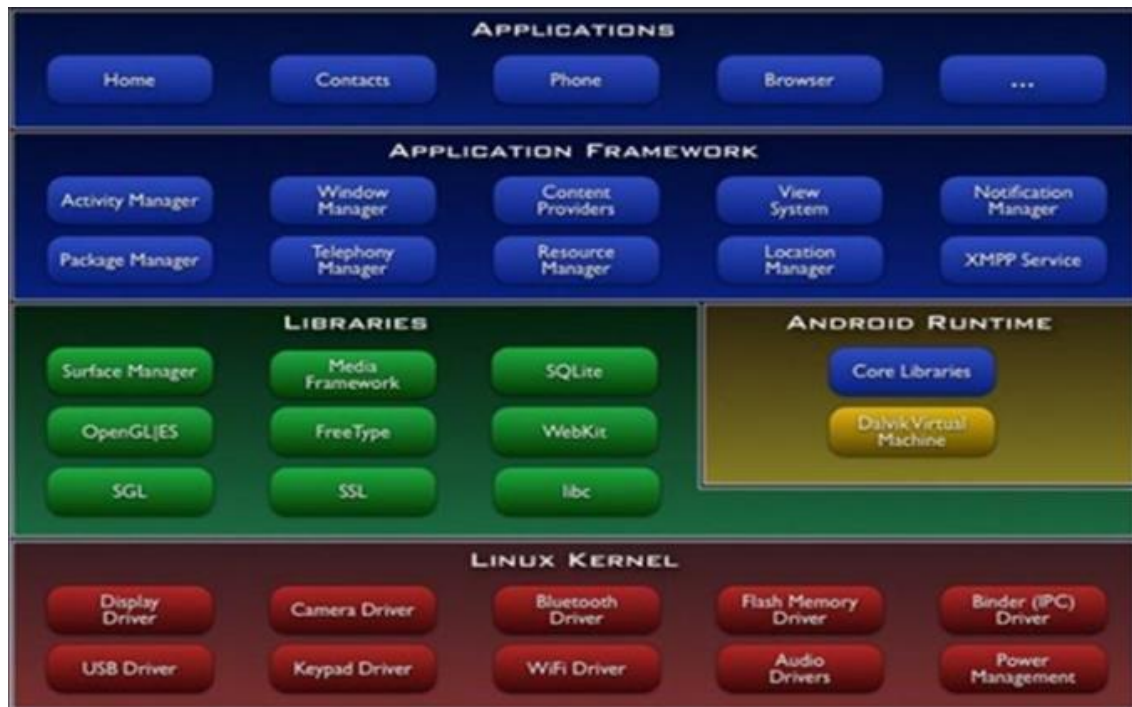 APPLICATIONS
Home
Contacts
Phone
Browser
...
APPLICATION FRAMEWORK
Activity Manager
Window
Manager
Content
Providers
View
System
Notification
Manager
Package Manager
Telephony
Manager
Resource
Manager
Location
Manager
XMPP Service
LIBRARIES
Surface Manager
Media
Framework
SQLite
OpenGL|ES
FreeType
WebKit
SGL
SSL
libc
ANDROID RUNTIME
Core Libraries
Dalvik Virtual
Machine
LINUX KERNEL
Display
Driver
Camera Driver
Bluetooth
Driver
Flash Memory
Driver
Binder (IPC)
Driver
USB Driver
Keypad Driver
WiFi Driver
Audio
Drivers
Power
Management